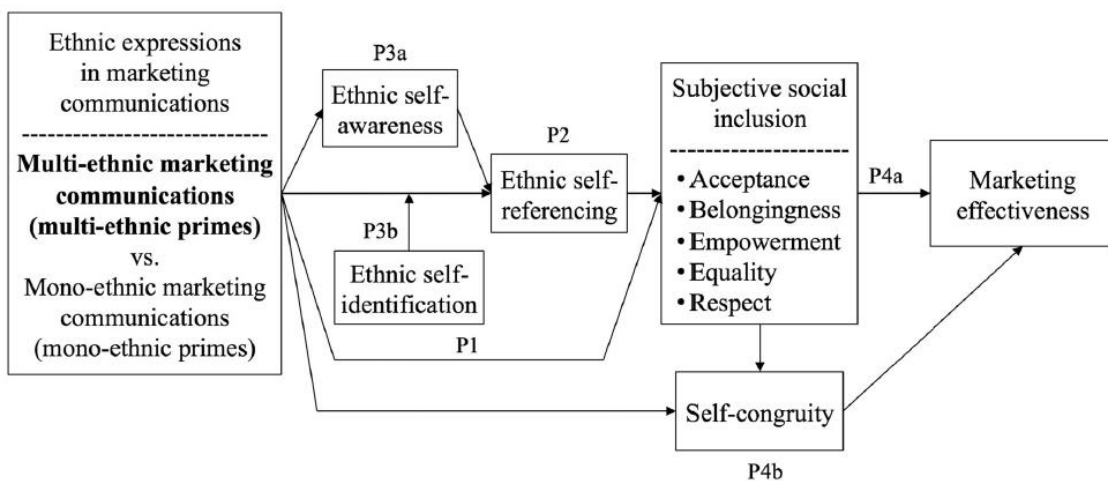 Ethnic expressions
in marketing
communications
Multi-ethnic marketing
communications
(multi-ethnic primes)
vs.
Mono-ethnic marketing
communications
(mono-ethnic primes)
P3a
Ethnic self-
awareness
P2
Ethnic self-
referencing
P3b
Ethnic self-
identification
P1
Subjective social
inclusion
• Acceptance
• Belongingness
• Empowerment
• Equality
• Respect
P4a
Marketing
effectiveness
Self-congruity
P4b